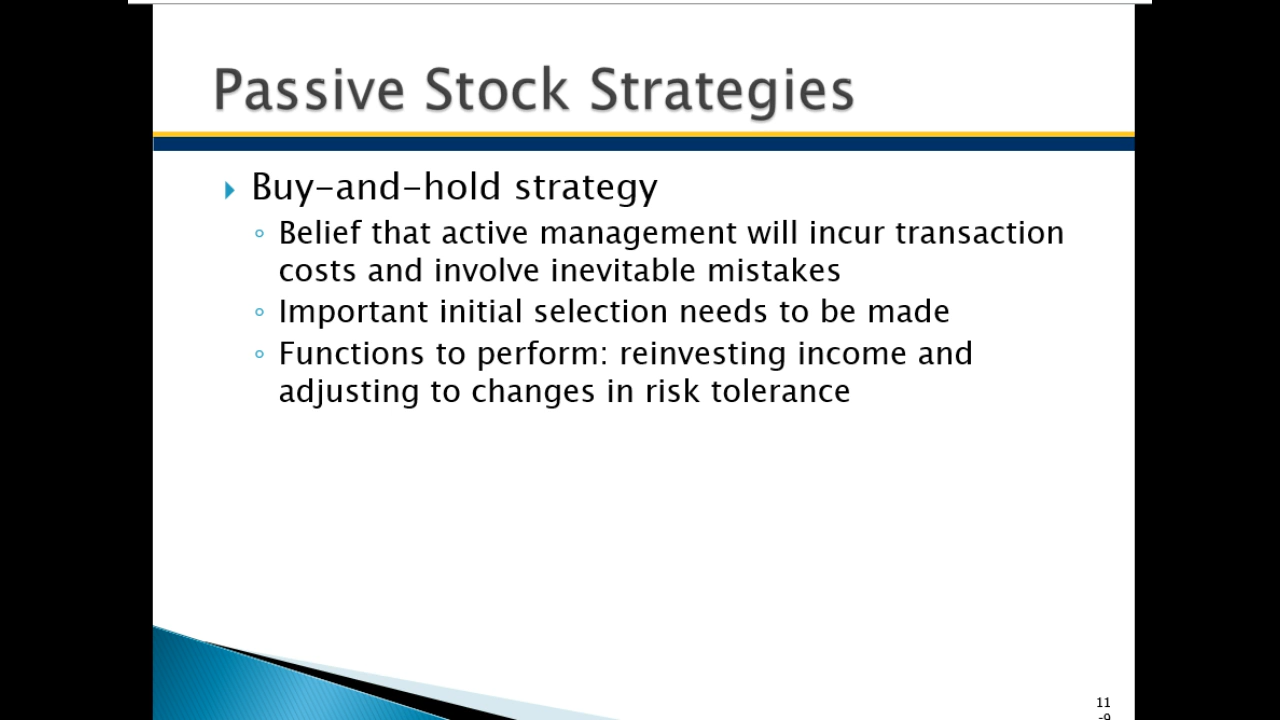 Passive Stock Strategies
Buy-and-hold strategy
Belief that active management will incur transaction
costs and involve inevitable mistakes
Important initial selection needs to be made
Functions to perform: reinvesting income and
adjusting to changes in risk tolerance
11
-9